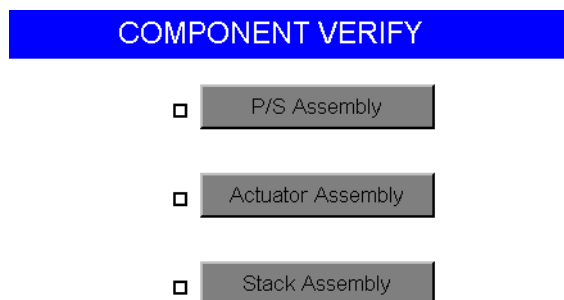 COMPONENT VERIFY
P/S Assembly
Actuator Assembly
Stack Assembly